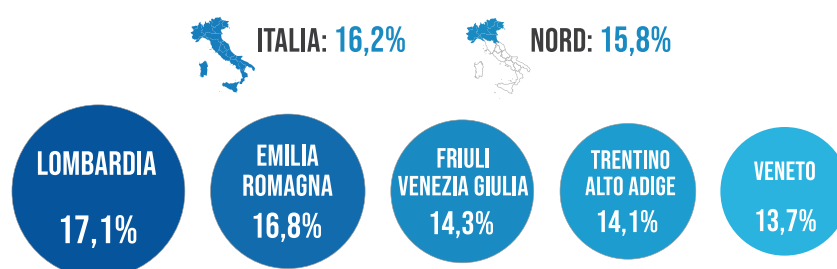 ITALIA: 16,2%
NORD: 15,8%
LOMBARDIA
17,1%
EMILIA
ROMAGNA
16,8%
FRIULI
VENEZIA GIULIA
14,3%
TRENTINO
ALTO ADIGE
14,1%
VENETO
13,7%